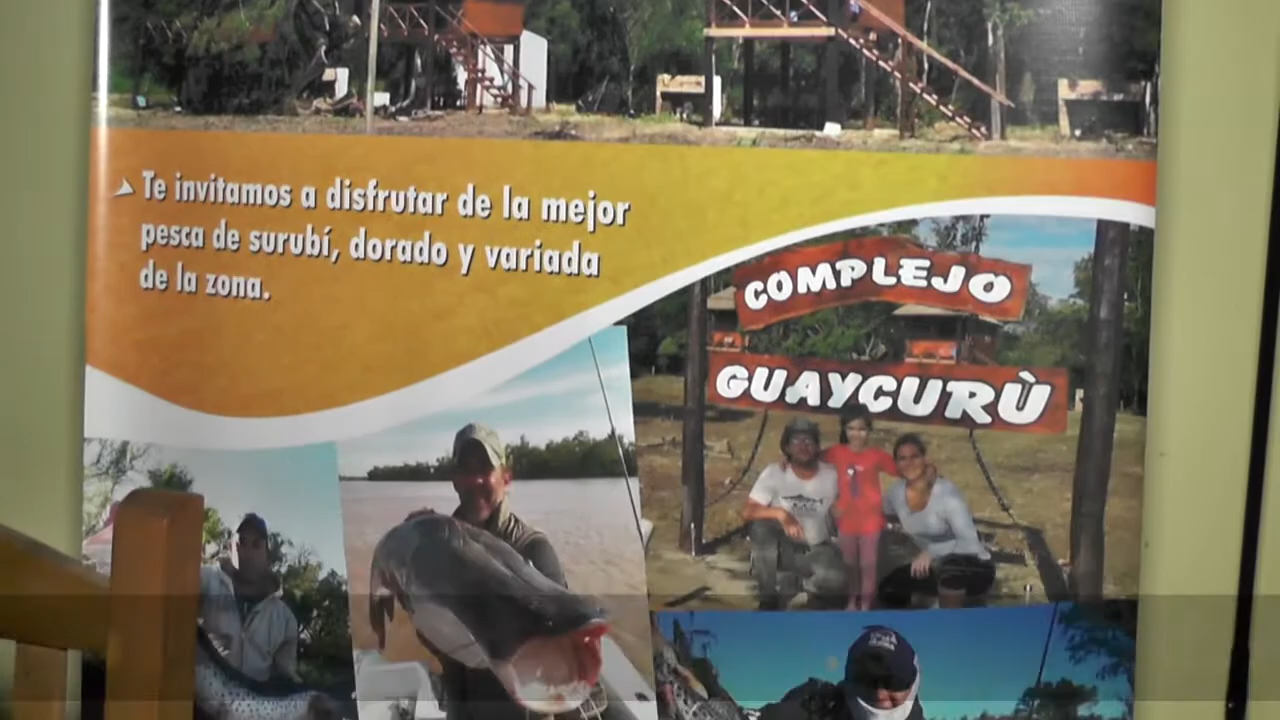 Te invitamos a disfrutar de la mejor
pesca de surubí, dorado y variada
de la zona.
COMPLEJO
GUAYCURÙ